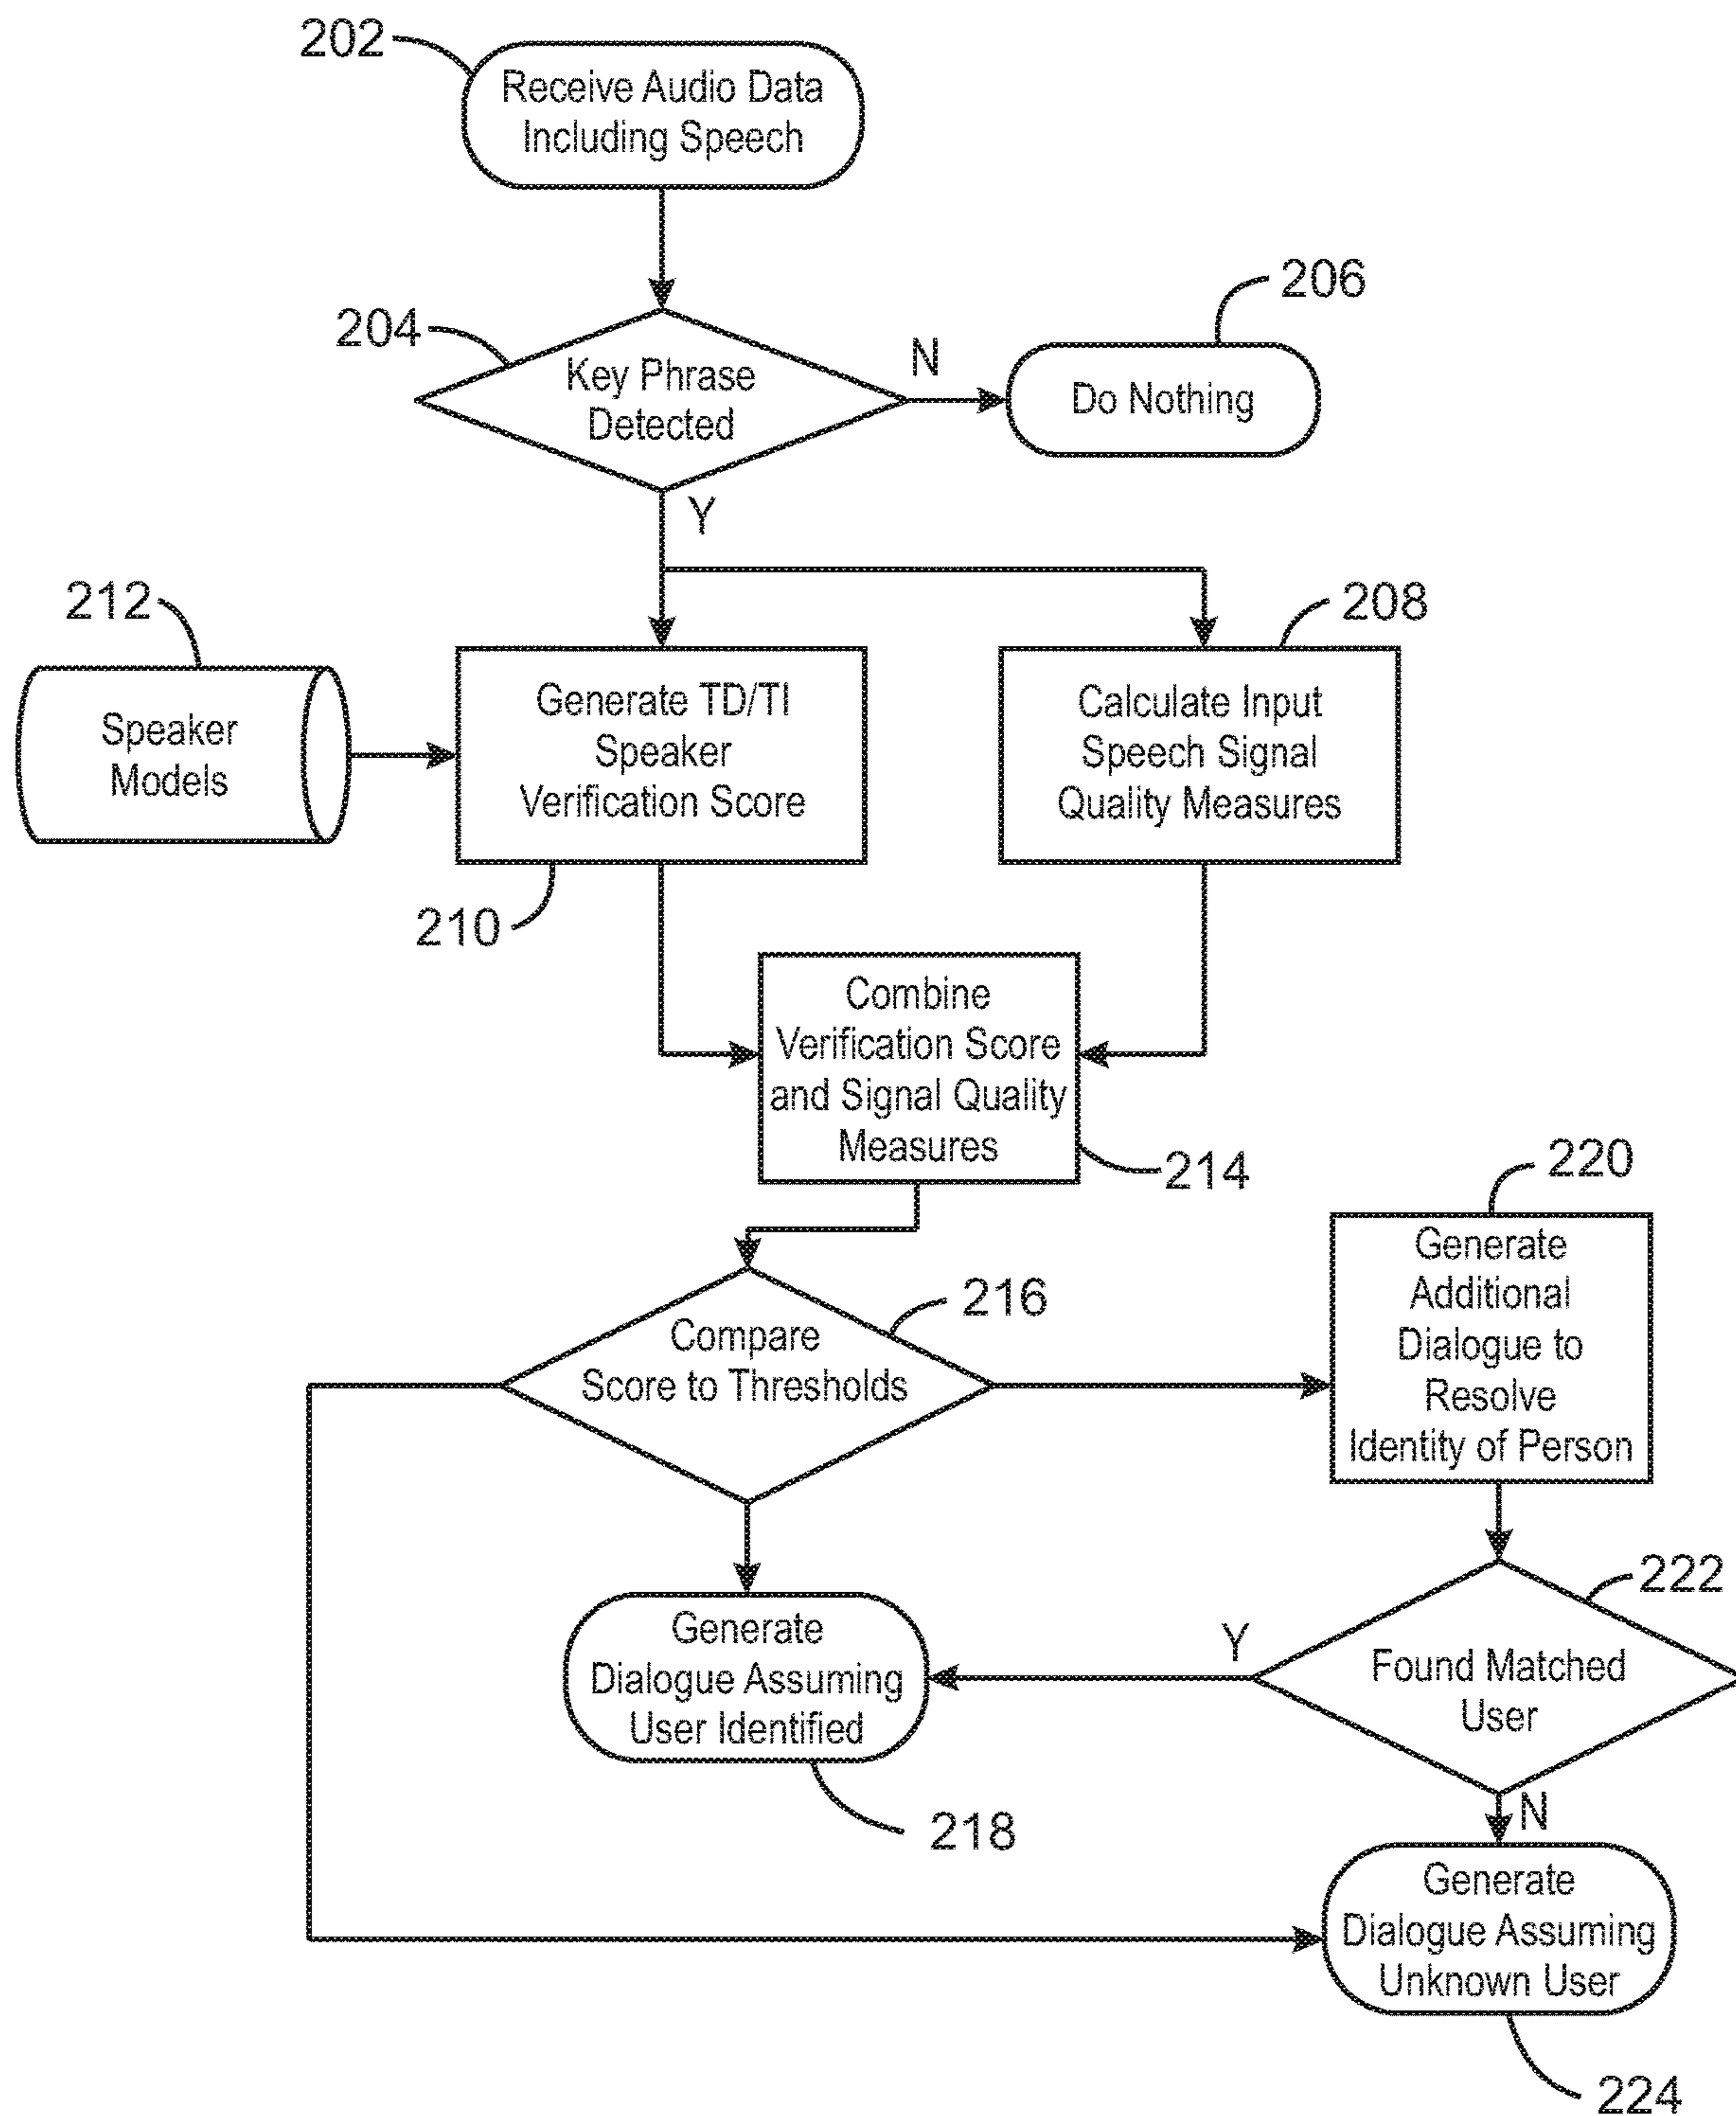 202
Receive Audio Data
Including Speech
206
204
Key Phrase
Detected
N
Do Nothing
Y
212
208
Speaker
Models
Generate TD/TI
Speaker
Verification Score
Calculate Input
Speech Signal
Quality Measures
210
Combine
Verification Score
and Signal Quality
Measures
214
220
216
Compare
Score to Thresholds
Generate
Additional
Dialogue to
Resolve
Identity of Person
222
Generate
Dialogue Assuming
User Identified
Y
Found Matched
User
218
N
Generate
Dialogue Assuming
Unknown User
224